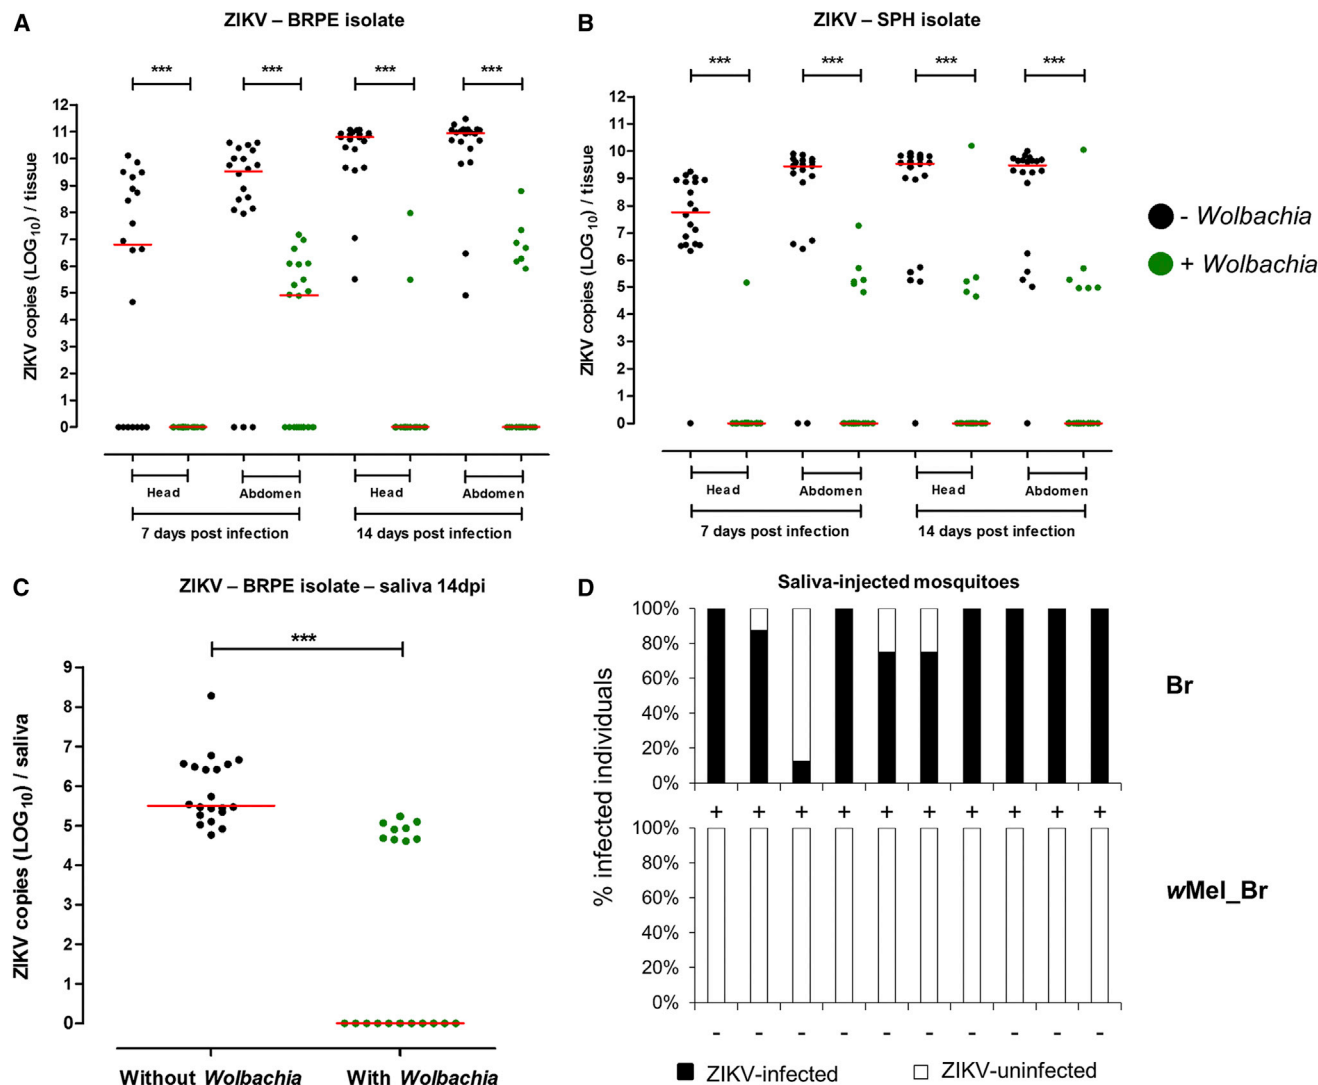 A
ZIKV – BRPE isolate
*** *** *** ***
ZIKV copies (LOG10) / tissue
12
11
10
9
8
7
6
5
4
3
2
1
0
Head Abdomen Head Abdomen
7 days post infection 14 days post infection
B
ZIKV – SPH isolate
*** *** *** ***
ZIKV copies (LOG10) / tissue
12
11
10
9
8
7
6
5
4
3
2
1
0
Head Abdomen Head Abdomen
7 days post infection 14 days post infection
- Wolbachia
+ Wolbachia
C
ZIKV – BRPE isolate – saliva 14dpi
***
ZIKV copies (LOG10) / saliva
9
8
7
6
5
4
3
2
1
0
Without Wolbachia With Wolbachia
D
Saliva-injected mosquitoes
% infected individuals
100%
80%
60%
40%
20%
0%
Br
+ + + + + + + + + +
100%
80%
60%
40%
20%
0%
wMel_Br
- - - - - - - - - -
ZIKV-infected ZIKV-uninfected